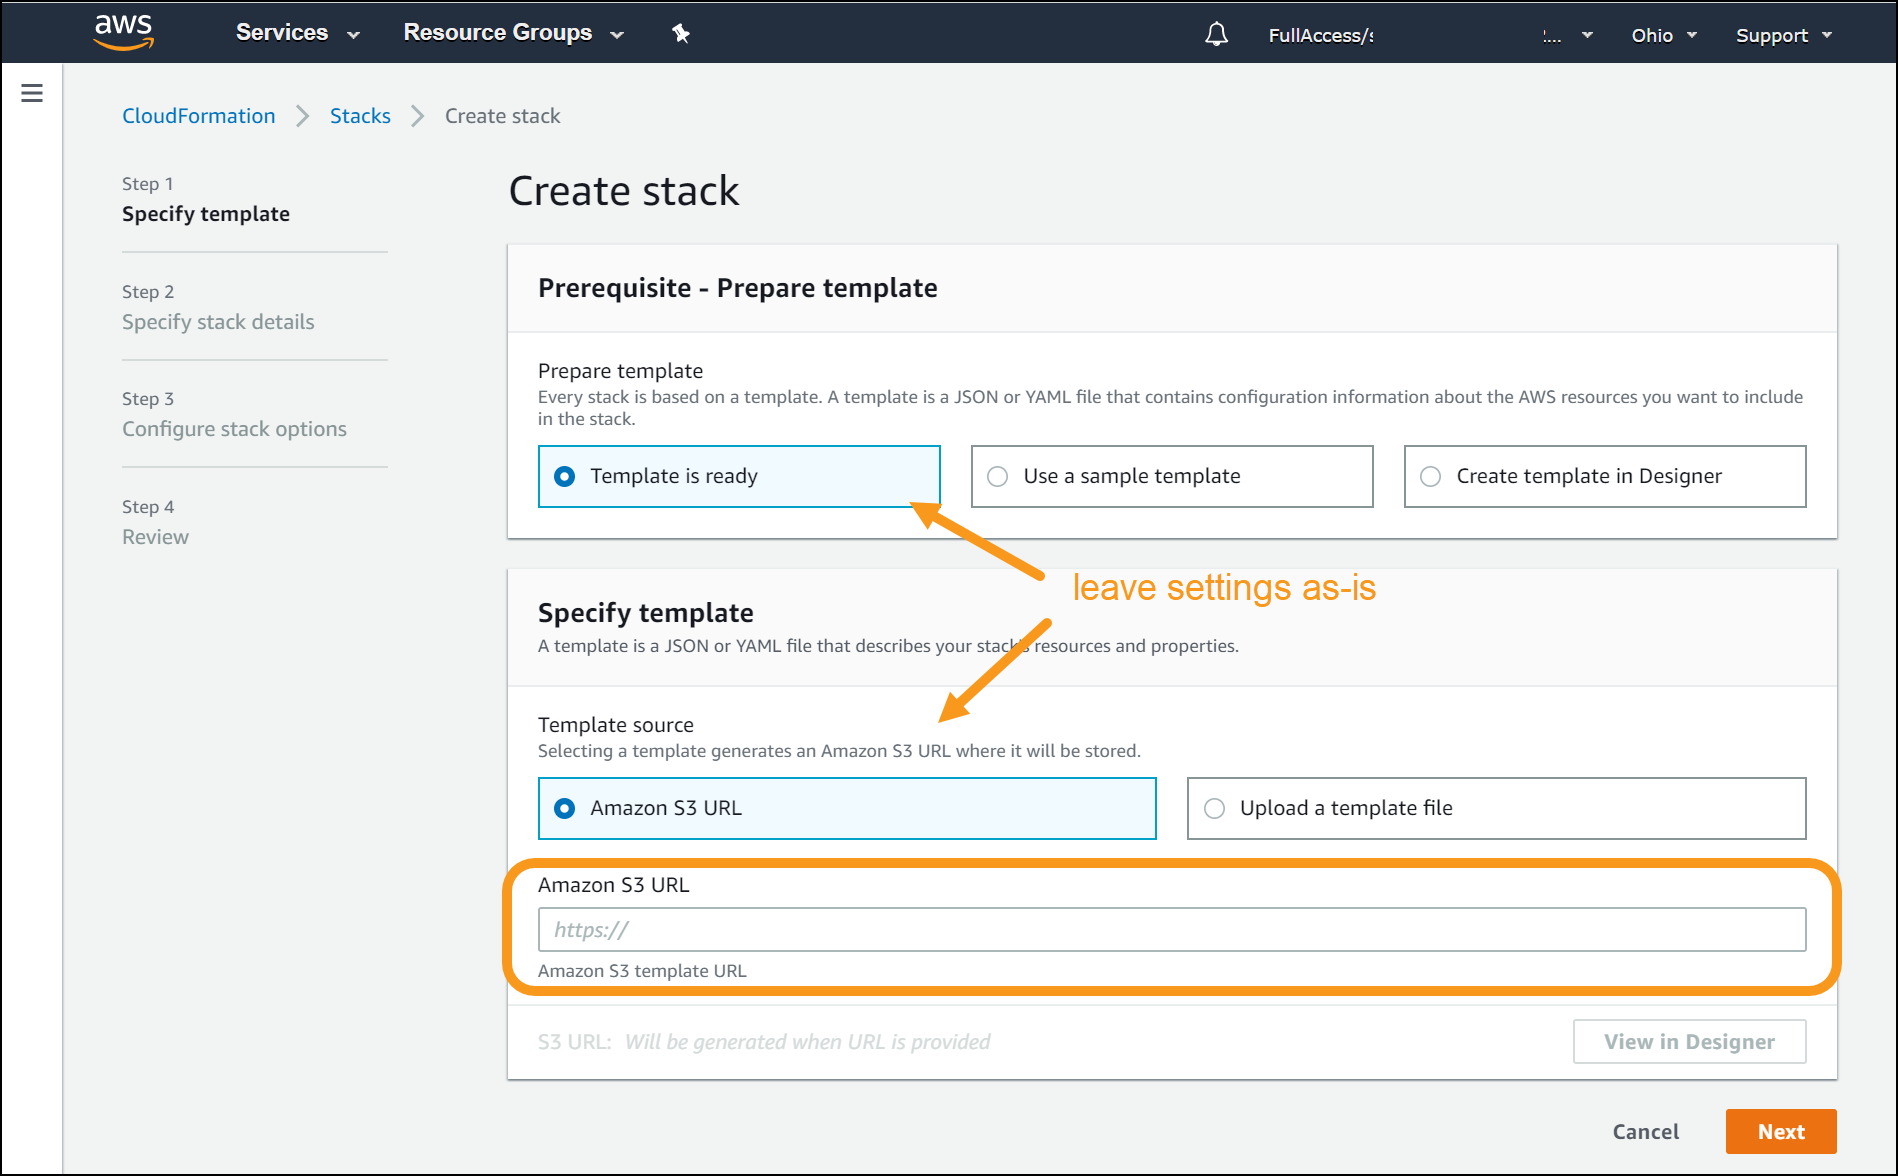 aws
Services
Resource Groups
FullAccess/
Ohio
Support
CloudFormation
Stacks
Create stack
Step 1
Specify template
Step 2
Specify stack details
Step 3
Configure stack options
Step 4
Review
Create stack
Prerequisite - Prepare template
Prepare template
Every stack is based on a template. A template is a JSON or YAML file that contains configuration information about the AWS resources you want to include
in the stack.
Template is ready
Use a sample template
Create template in Designer
leave settings as-is
Specify template
A template is a JSON or YAML file that describes your stack's resources and properties.
Template source
Selecting a template generates an Amazon S3 URL where it will be stored.
Amazon S3 URL
Upload a template file
Amazon S3 URL
https://
Amazon S3 template URL
S3 URL: Will be generated when URL is provided
View in Designer
Cancel
Next